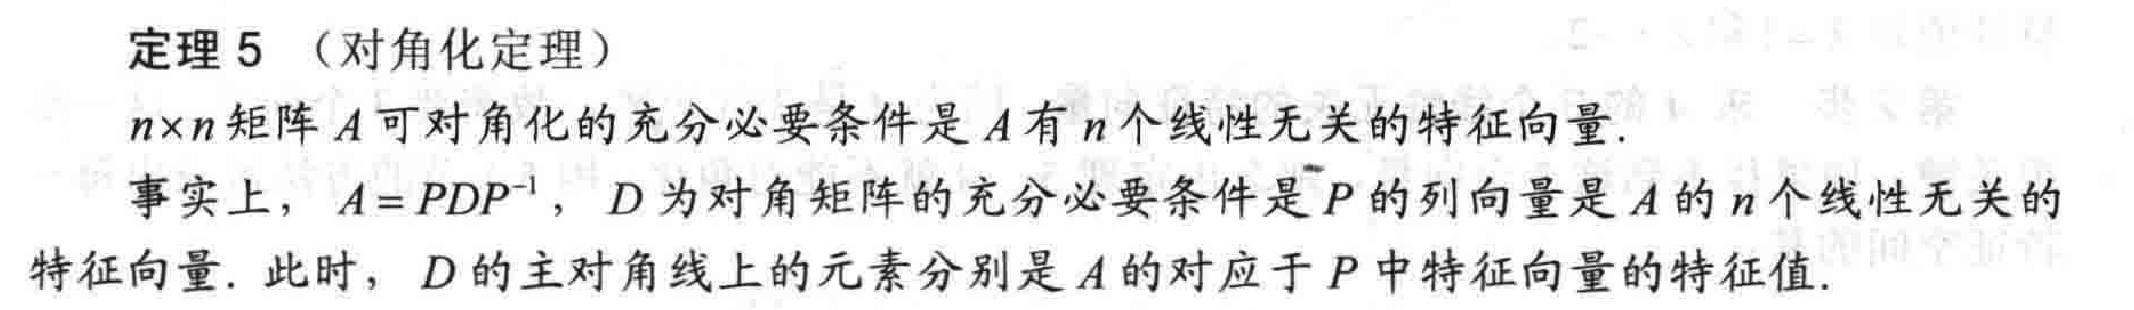 定理 5 （对角化定理）
n×n 矩阵 A 可对角化的充分必要条件是 A 有 n 个线性无关的特征向量.
事实上， A = PDP⁻¹， D 为对角矩阵的充分必要条件是 P 的列向量是 A 的 n 个线性无关的
特征向量. 此时， D 的主对角线上的元素分别是 A 的对应于 P 中特征向量的特征值.